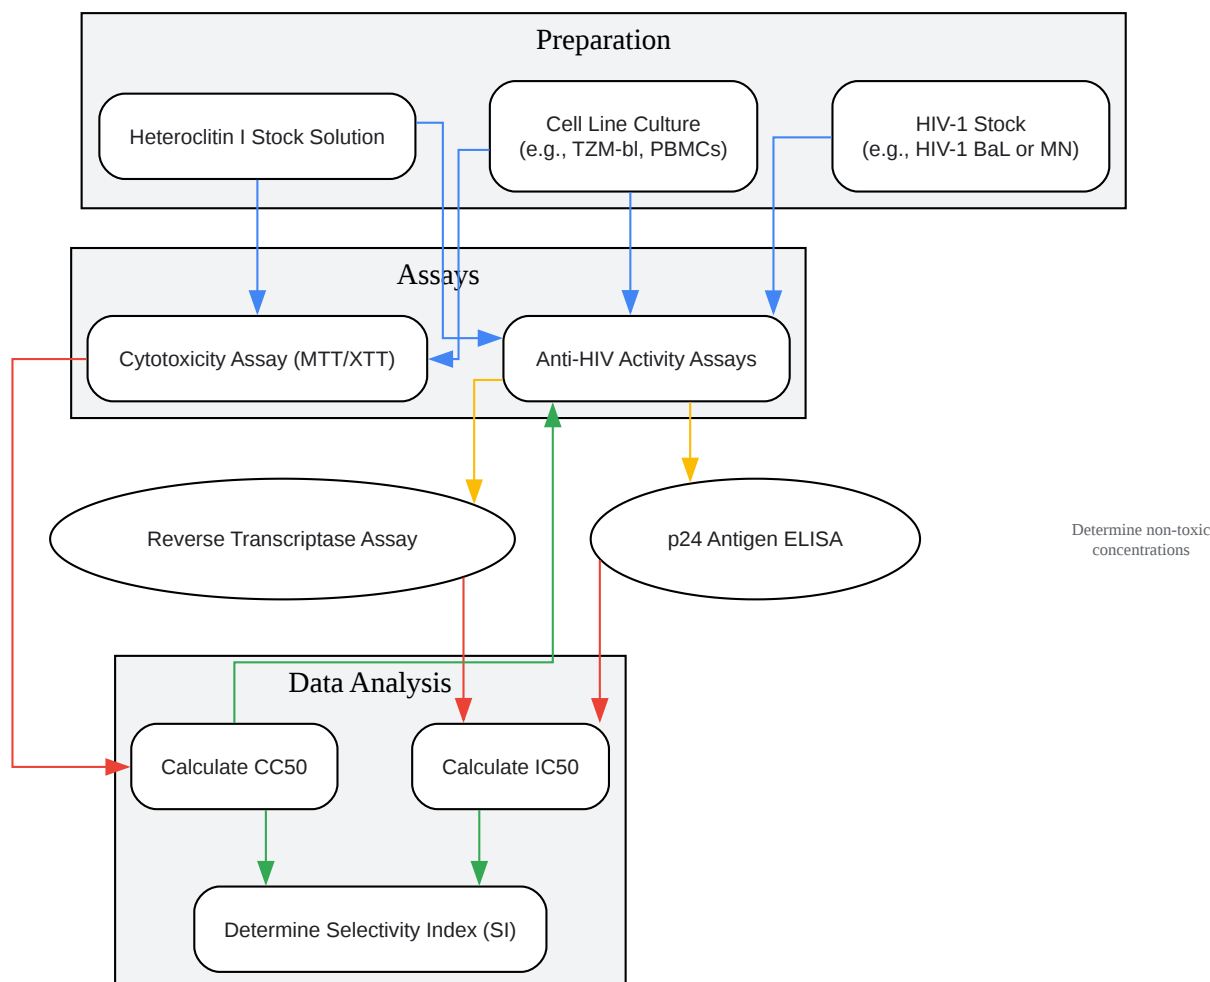 Preparation
Heteroclitin I Stock Solution
Cell Line Culture
(e.g., TZM-bl, PBMCs)
HIV-1 Stock
(e.g., HIV-1 BaL or MN)
Assays
Cytotoxicity Assay (MTT/XTT)
Anti-HIV Activity Assays
Reverse Transcriptase Assay
p24 Antigen ELISA
Determine non-toxic
concentrations
Data Analysis
Calculate CC50
Calculate IC50
Determine Selectivity Index (SI)